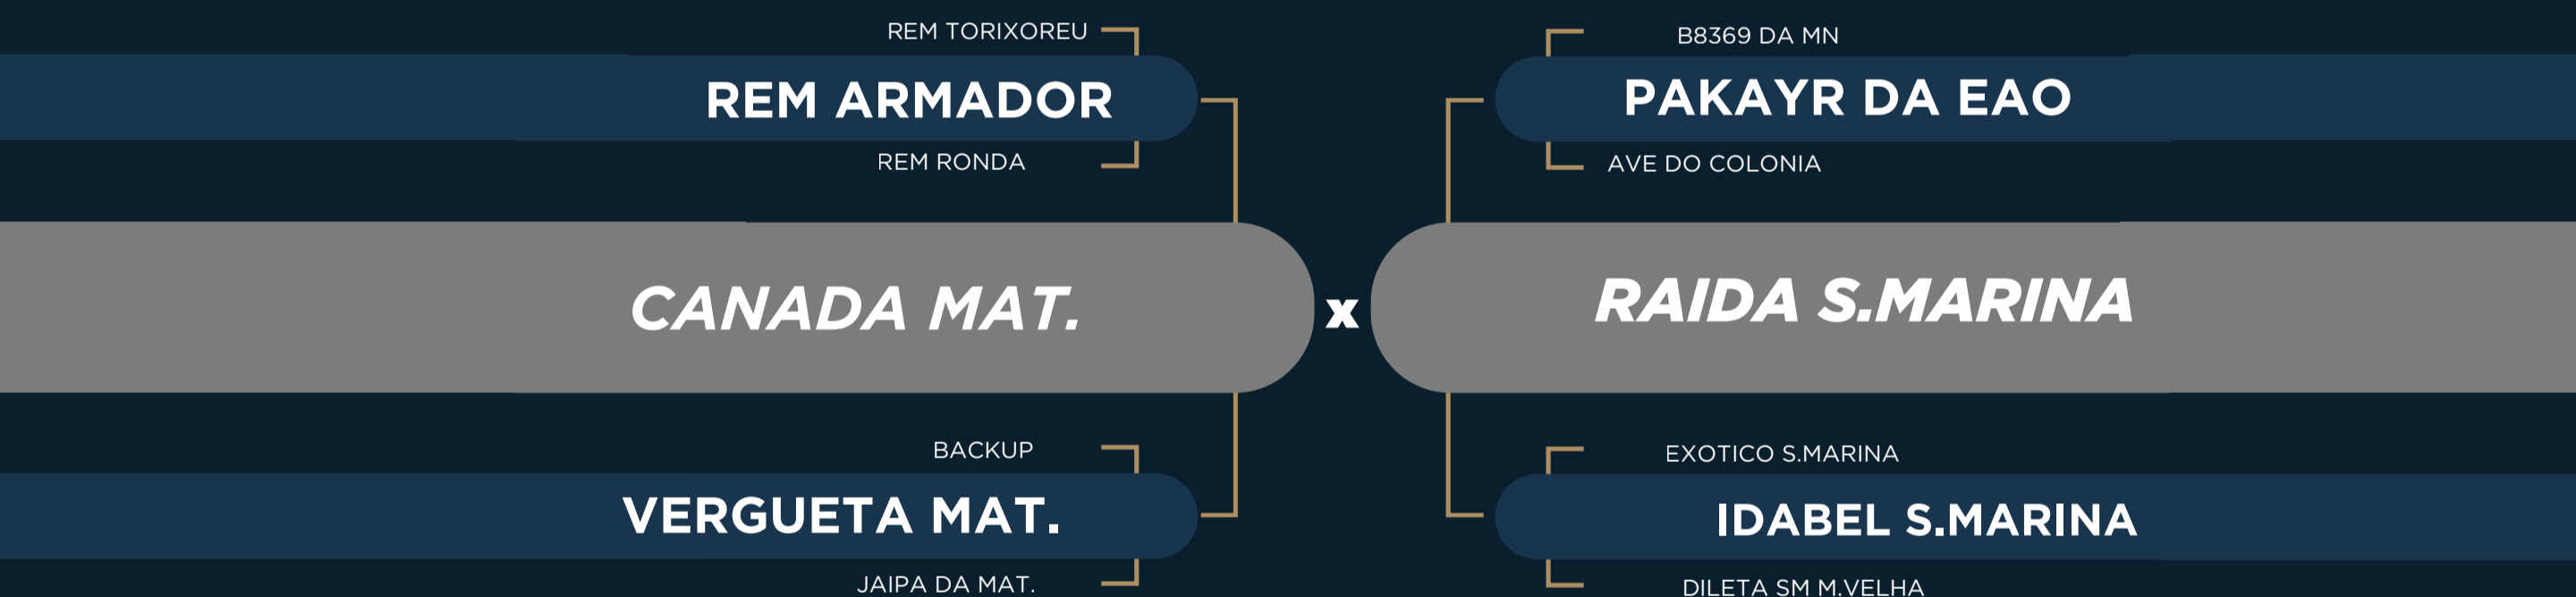 REM TORIXOREU
REM ARMADOR
REM RONDA
CANADA MAT.
BACKUP
VERGUETA MAT.
JAIPA DA MAT.
x
B8369 DA MN
PAKAYR DA EAO
AVE DO COLONIA
RAIDA S.MARINA
EXOTICO S.MARINA
IDABEL S.MARINA
DILETA SM M.VELHA